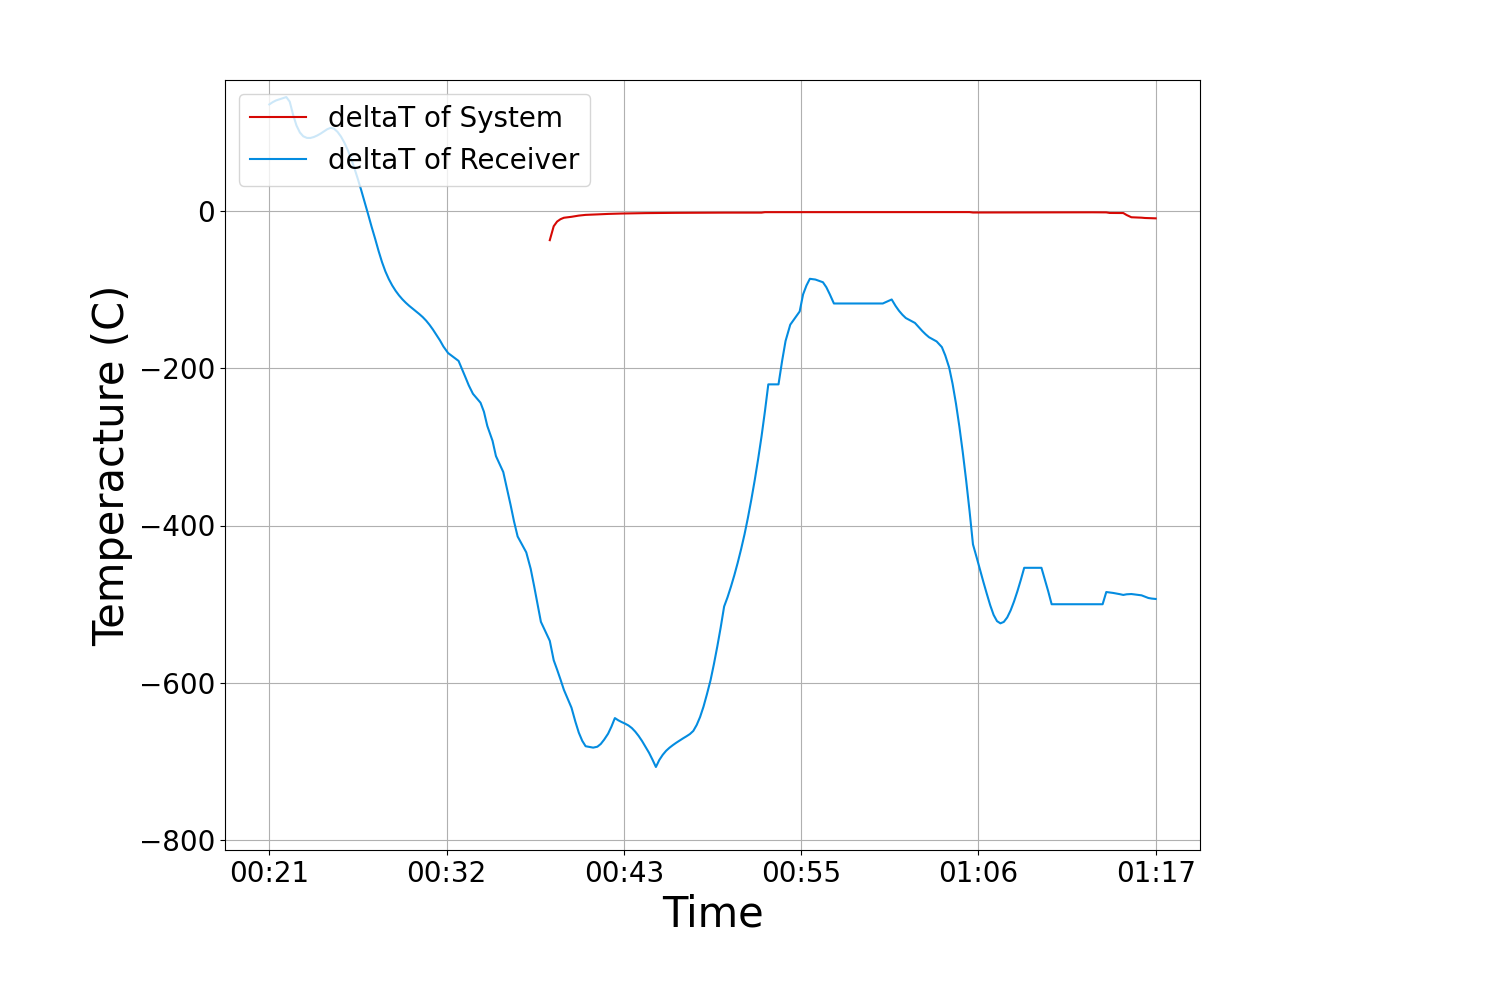 deltaT of System
deltaT of Receiver
0
−200
−400
−600
−800
Temperacture (C)
00:21 00:32 00:43 00:55 01:06 01:17
Time